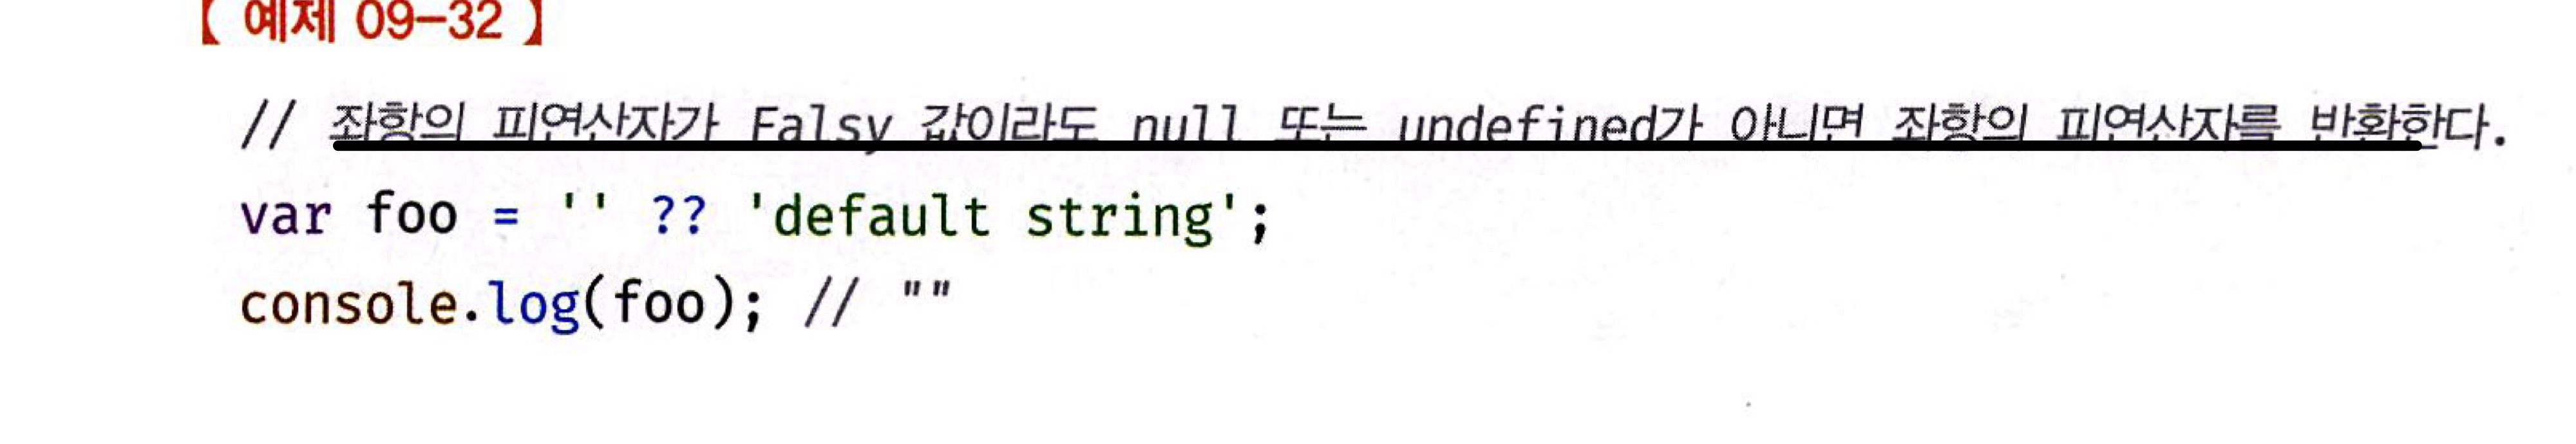 【 예제 09-32 】
// 좌항의 피연산자가 Falsy 값이라도 null 또는 undefined가 아니면 좌항의 피연산자를 반환한다.
var foo = '' ?? 'default string';
console.log(foo); // ""